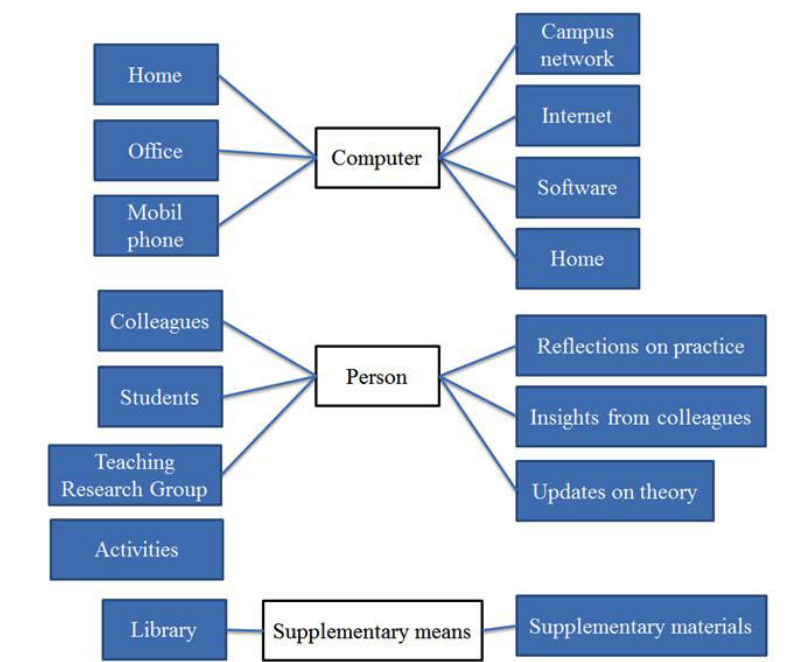 Home
Office
Mobil
phone
Computer
Campus
network
Internet
Software
Home
Colleagues
Students
Teaching
Research Group
Activities
Person
Reflections on practice
Insights from colleagues
Updates on theory
Library
Supplementary means
Supplementary materials